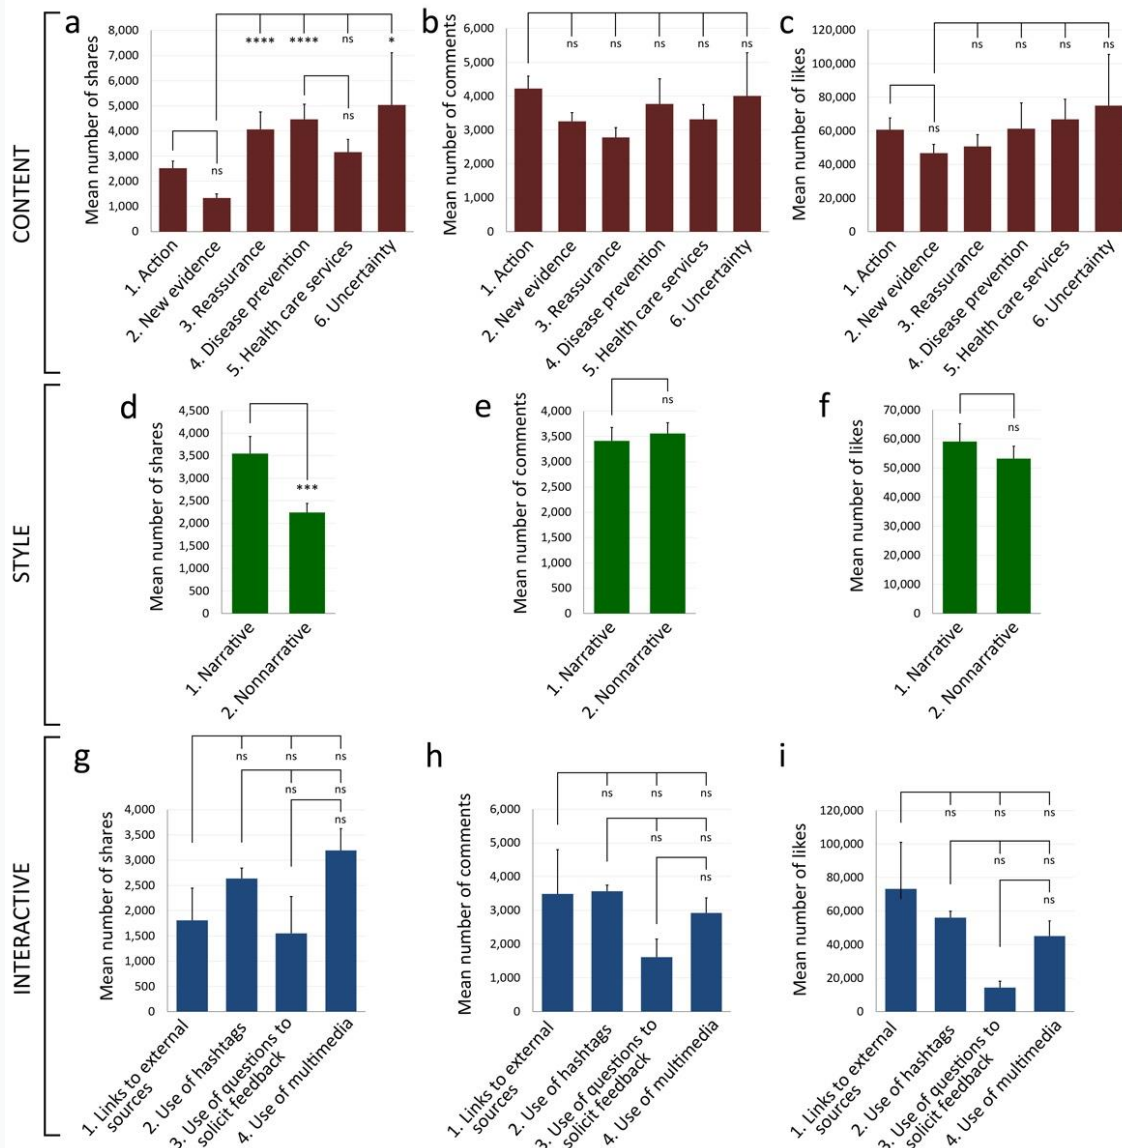 CONTENT
a
Mean number of shares
8,000
7,000
6,000
5,000
4,000
3,000
2,000
1,000
0
ns
****
****
ns
ns
*
1. Action
2. New evidence
3. Reassurance
4. Disease prevention
5. Health care services
6. Uncertainty
b
Mean number of comments
6,000
5,000
4,000
3,000
2,000
1,000
0
ns
ns
ns
ns
ns
1. Action
2. New evidence
3. Reassurance
4. Disease prevention
5. Health care services
6. Uncertainty
c
Mean number of likes
120,000
100,000
80,000
60,000
40,000
20,000
0
ns
ns
ns
ns
ns
1. Action
2. New evidence
3. Reassurance
4. Disease prevention
5. Health care services
6. Uncertainty
STYLE
d
Mean number of shares
4,500
4,000
3,500
3,000
2,500
2,000
1,500
1,000
500
0
***
1. Narrative
2. Nonnarrative
e
Mean number of comments
4,000
3,500
3,000
2,500
2,000
1,500
1,000
500
0
ns
1. Narrative
2. Nonnarrative
f
Mean number of likes
70,000
60,000
50,000
40,000
30,000
20,000
10,000
0
ns
1. Narrative
2. Nonnarrative
INTERACTIVE
g
Mean number of shares
4,000
3,500
3,000
2,500
2,000
1,500
1,000
500
0
ns ns ns
ns ns
ns
1. Links to external
sources
2. Use of hashtags
3. Use of questions to
solicit feedback
4. Use of multimedia
h
Mean number of comments
6,000
5,000
4,000
3,000
2,000
1,000
0
ns ns ns
ns ns
ns
1. Links to external
sources
2. Use of hashtags
3. Use of questions to
solicit feedback
4. Use of multimedia
i
Mean number of likes
120,000
100,000
80,000
60,000
40,000
20,000
0
ns ns ns
ns ns
ns
1. Links to external
sources
2. Use of hashtags
3. Use of questions to
solicit feedback
4. Use of multimedia